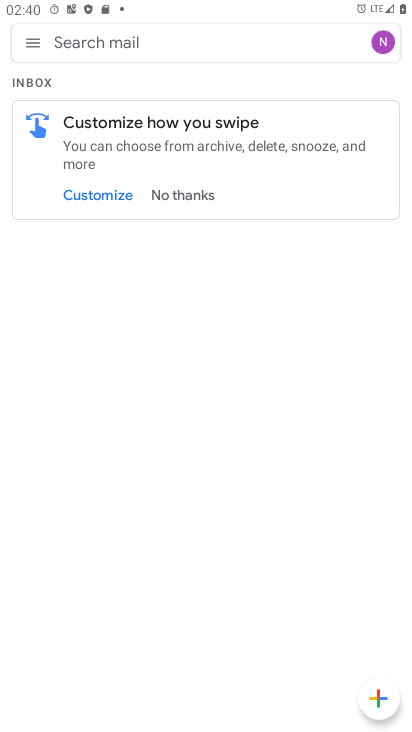 02:40
LTE
Search mail
N
INBOX
Customize how you swipe
You can choose from archive, delete, snooze, and
more
Customize No thanks